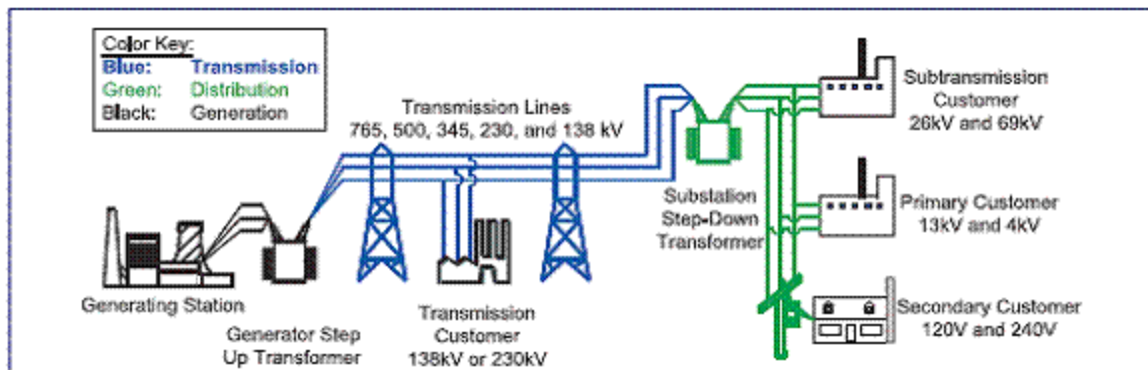 Color Key:
Blue: Transmission
Green: Distribution
Black: Generation
Transmission Lines
765, 500, 345, 230, and 138 kV
Subtransmission
Customer
26kV and 69kV
Substation
Step-Down
Transformer
Primary Customer
13kV and 4kV
Generating Station
Generator Step
Up Transformer
Transmission
Customer
138kV or 230kV
Secondary Customer
120V and 240V